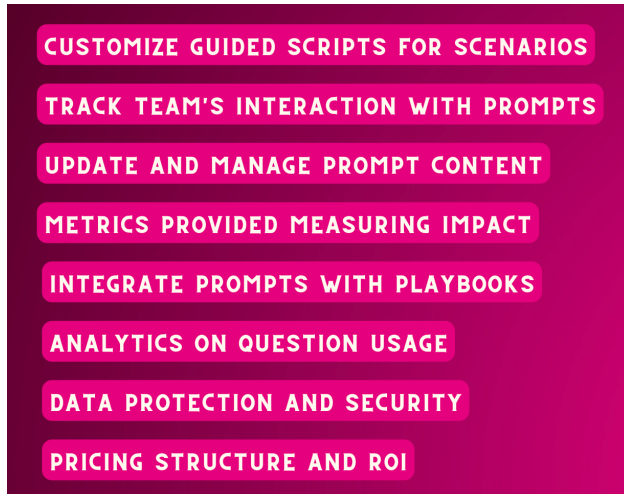 CUSTOMIZE GUIDED SCRIPTS FOR SCENARIOS
TRACK TEAM'S INTERACTION WITH PROMPTS
UPDATE AND MANAGE PROMPT CONTENT
METRICS PROVIDED MEASURING IMPACT
INTEGRATE PROMPTS WITH PLAYBOOKS
ANALYTICS ON QUESTION USAGE
DATA PROTECTION AND SECURITY
PRICING STRUCTURE AND ROI